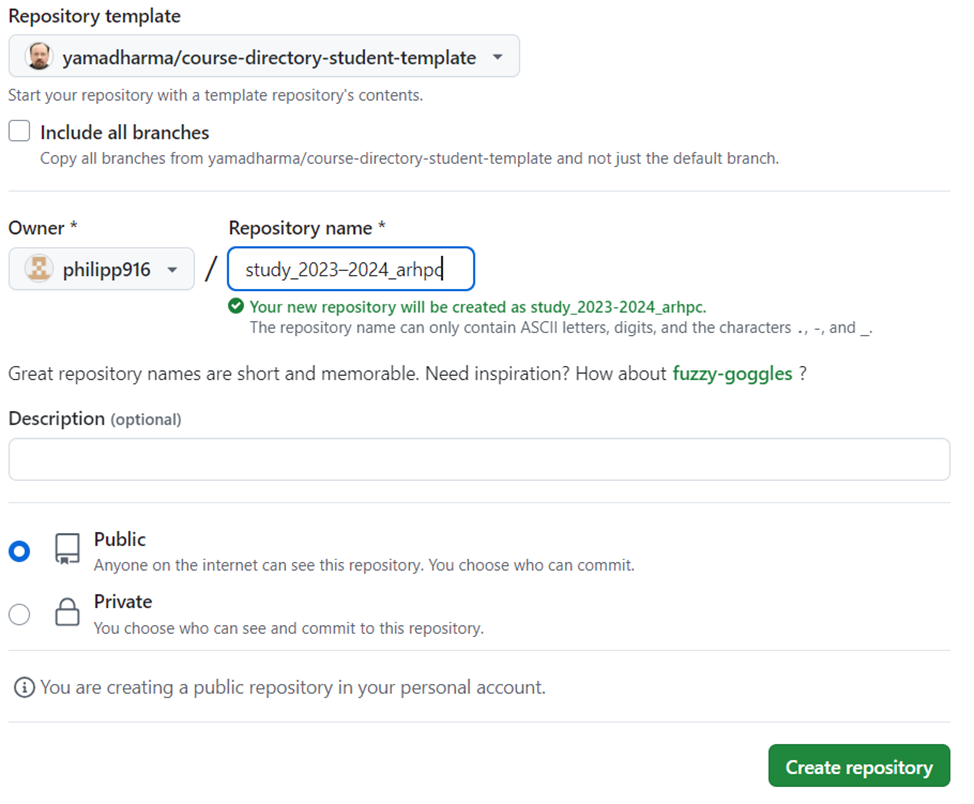 Repository template
yamadharma/course-directory-student-template
Start your repository with a template repository's contents.
Include all branches
Copy all branches from yamadharma/course-directory-student-template and not just the default branch.
Owner *
Repository name *
philipp916
/
study_2023–2024_arhpc
Your new repository will be created as study_2023-2024_arhpc.
The repository name can only contain ASCII letters, digits, and the characters ., -, and _.
Great repository names are short and memorable. Need inspiration? How about fuzzy-goggles ?
Description (optional)
Public
Anyone on the internet can see this repository. You choose who can commit.
Private
You choose who can see and commit to this repository.
You are creating a public repository in your personal account.
Create repository